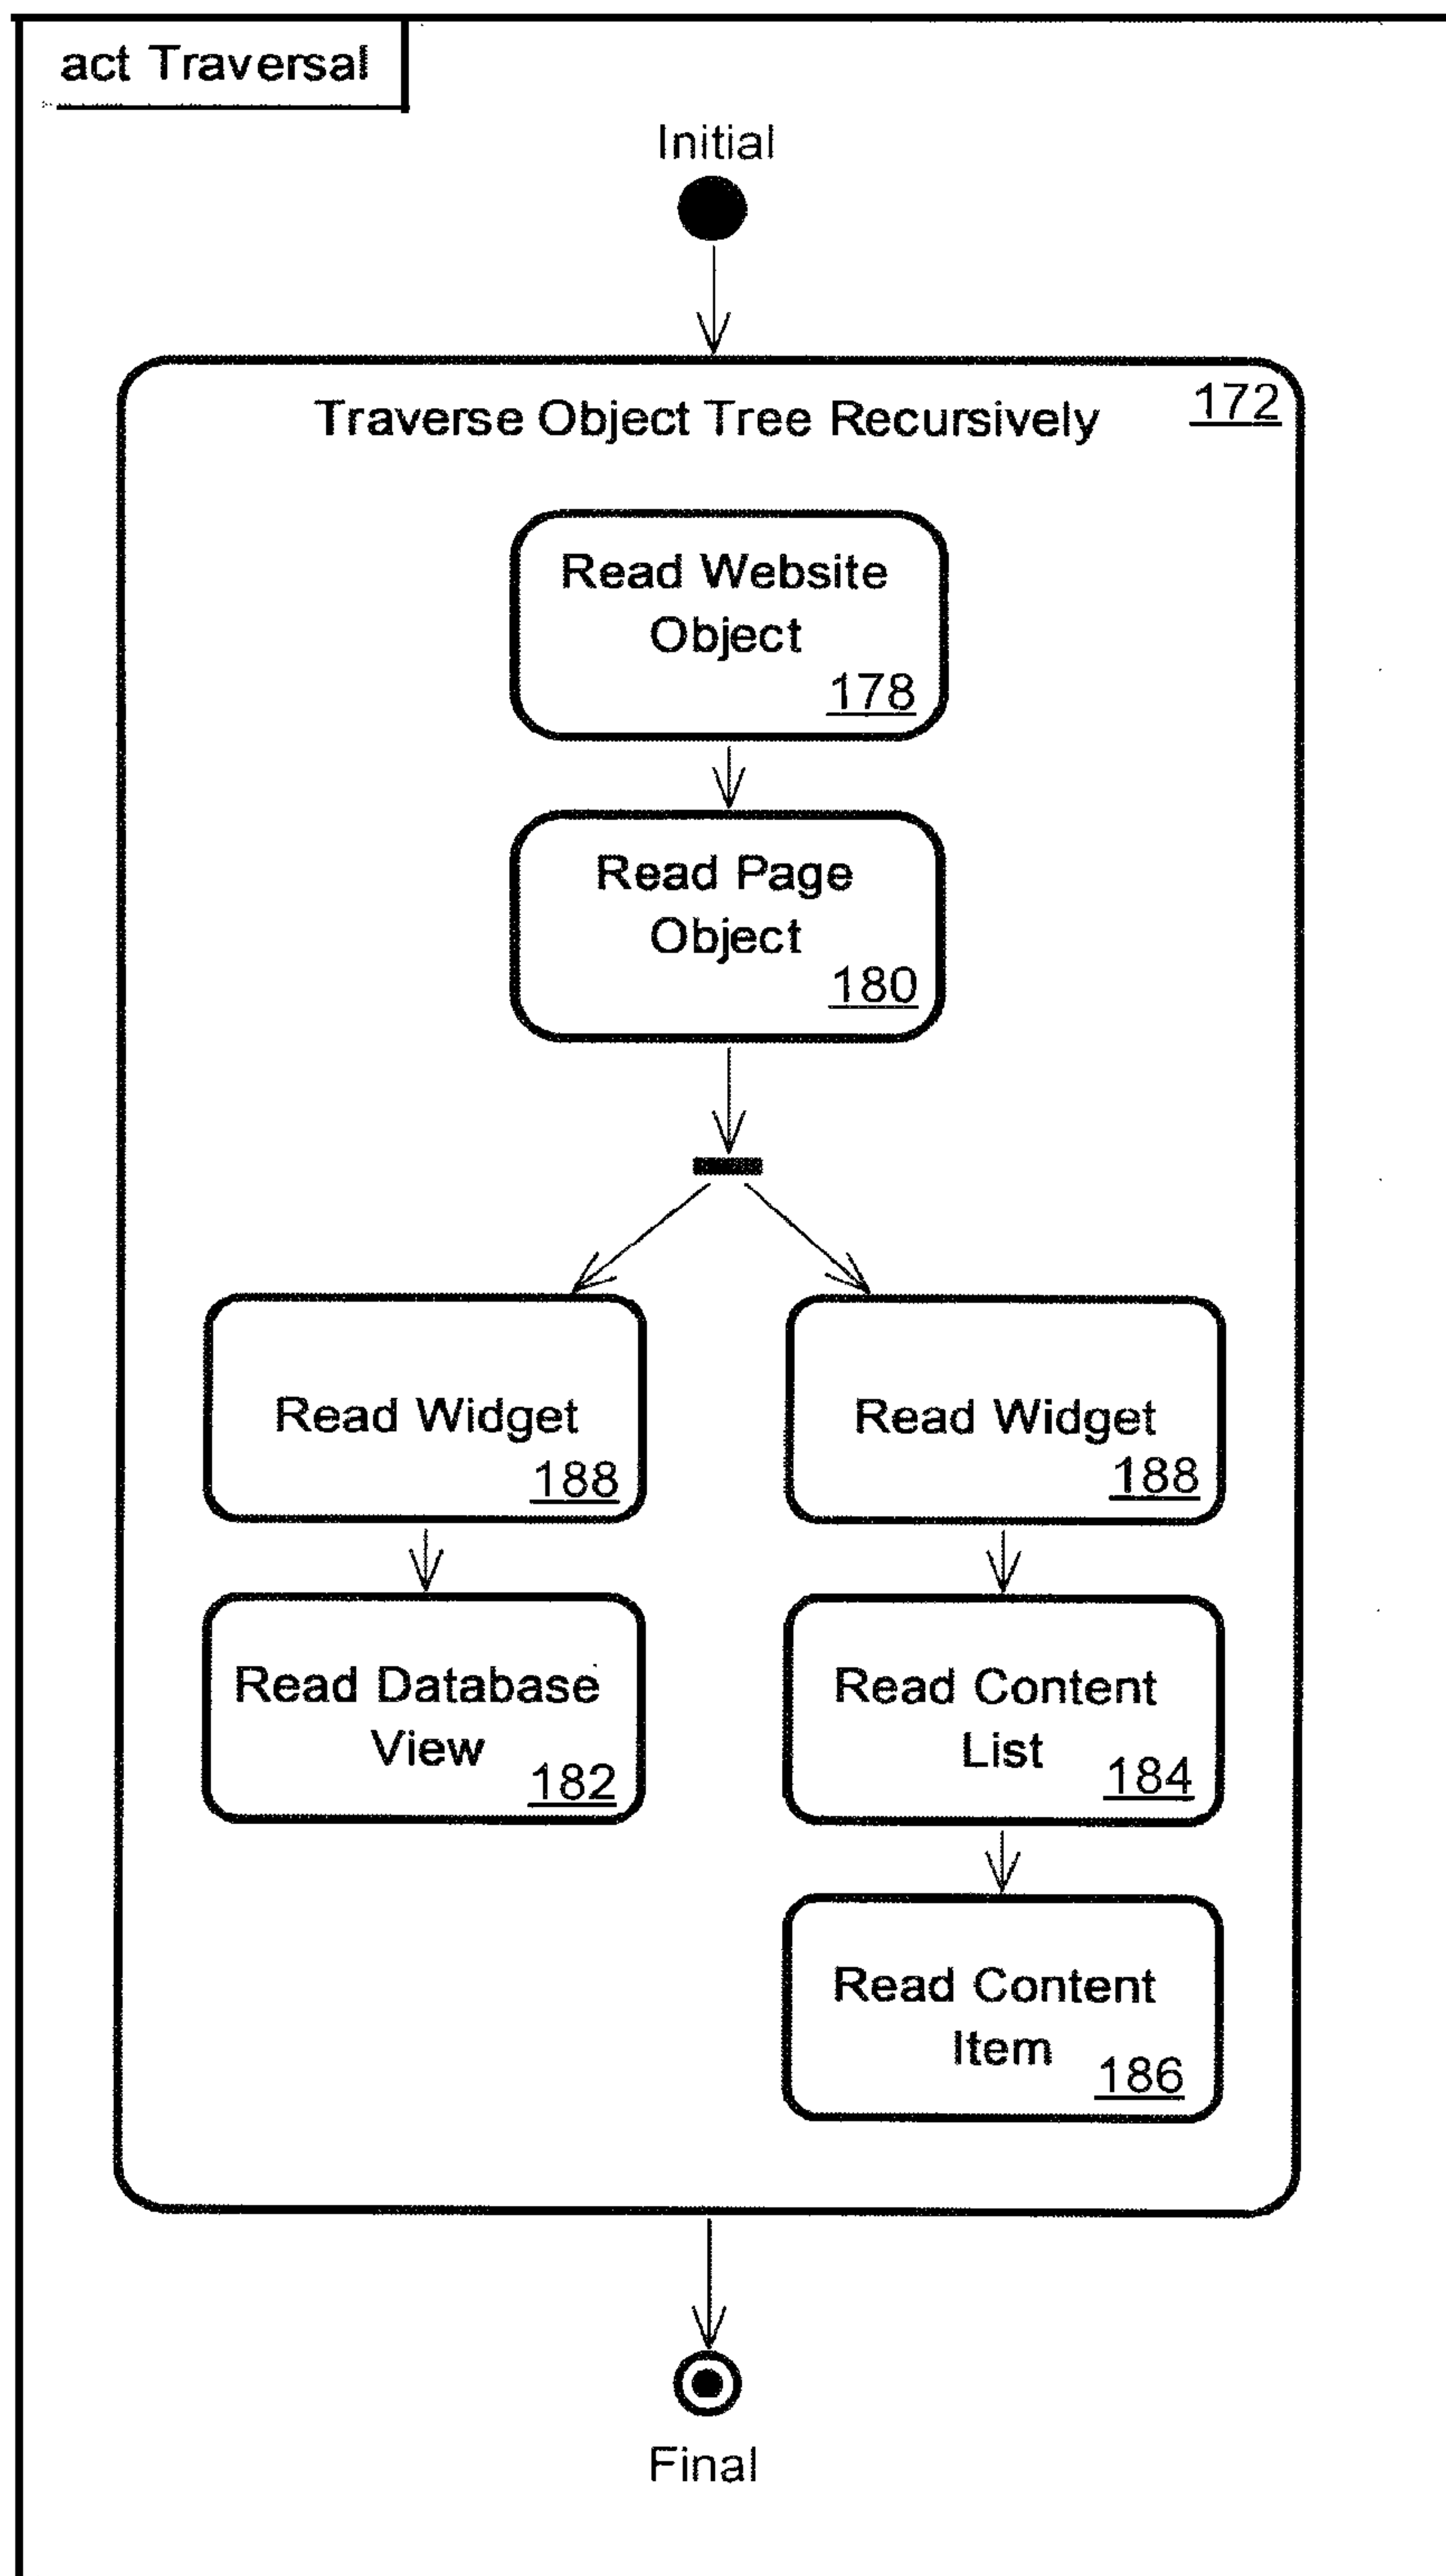 act Traversal
Initial
Traverse Object Tree Recursively
172
Read Website
Object
178
Read Page
Object
180
Read Widget
188
Read Widget
188
Read Database
View
182
Read Content
List
184
Read Content
Item
186
Final